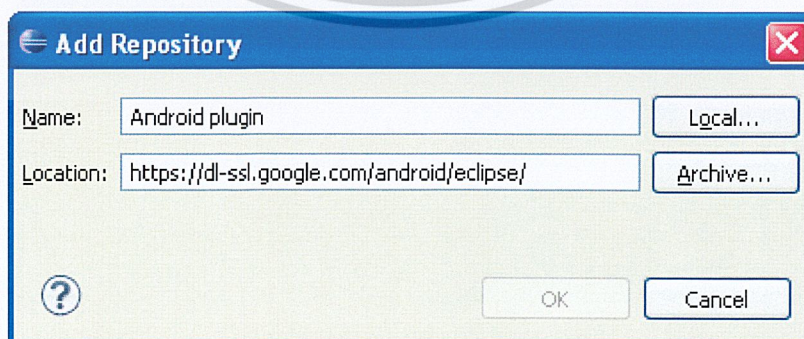 Add Repository
Name: Android plugin Local...
Location: https://dl-ssl.google.com/android/eclipse/ Archive...
? OK Cancel